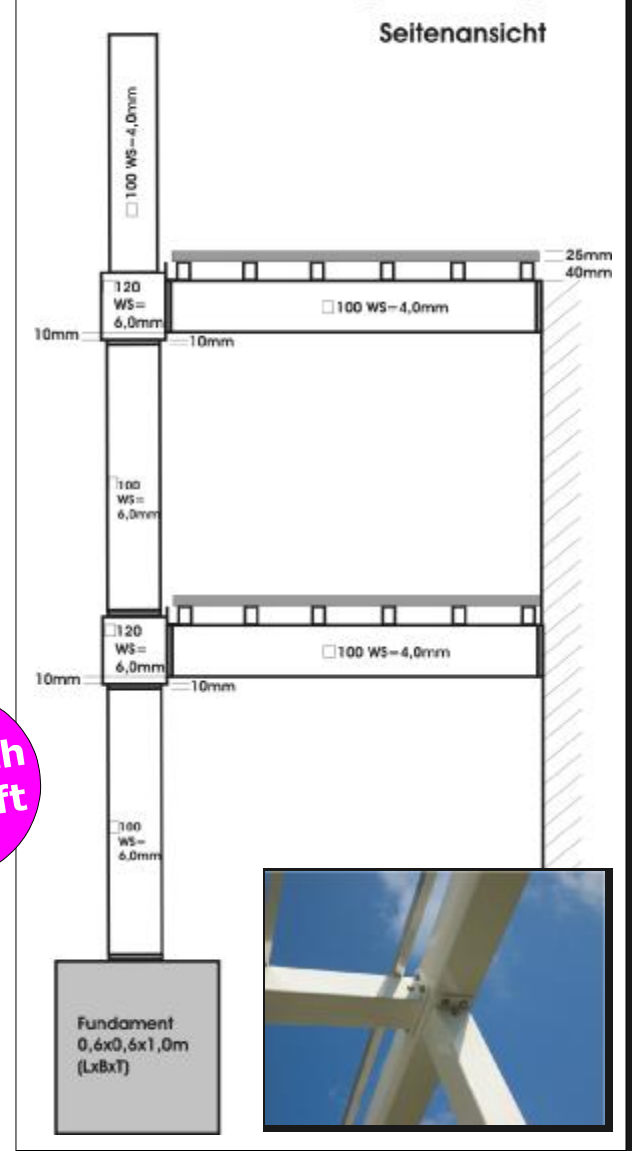 Seitenansicht
□100 WS=4,0mm
25mm
40mm
□120
WS=
6,0mm
□100 WS=4,0mm
10mm
10mm
□100
WS=
6,0mm
□120
WS=
6,0mm
□100 WS=4,0mm
10mm
10mm
h
ft
□100
WS=
6,0mm
Fundament
0,6x0,6x1,0m
(LxBxT)